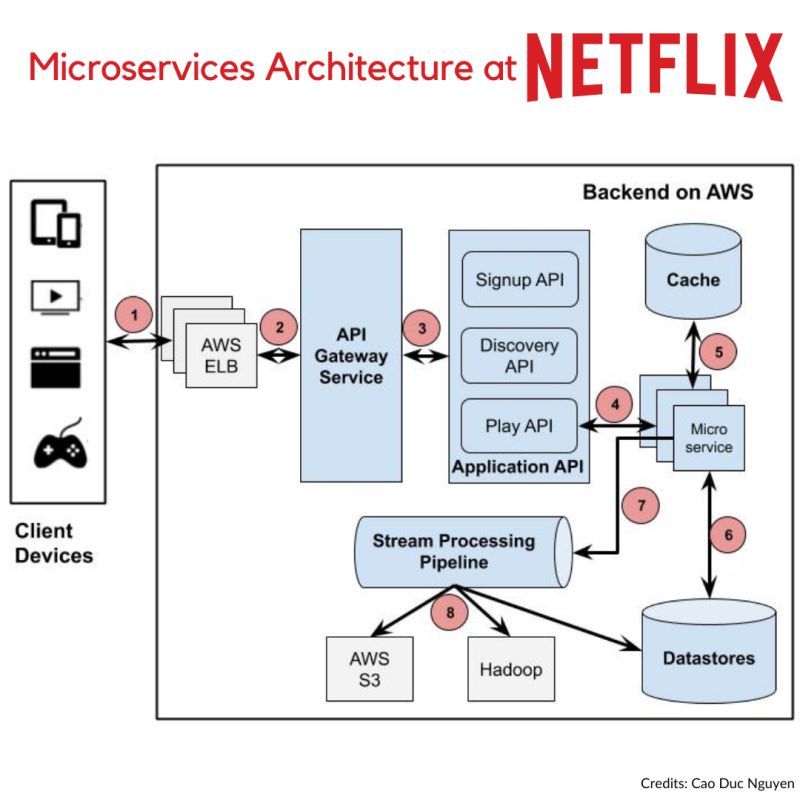 Microservices Architecture at NETFLIX
Backend on AWS
Client
Devices
1
AWS
ELB
2
API
Gateway
Service
3
Signup API
Discovery
API
Play API
Application API
4
Cache
5
Micro
service
6
7
Stream Processing
Pipeline
8
AWS
S3
Hadoop
Datastores
Credits: Cao Duc Nguyen